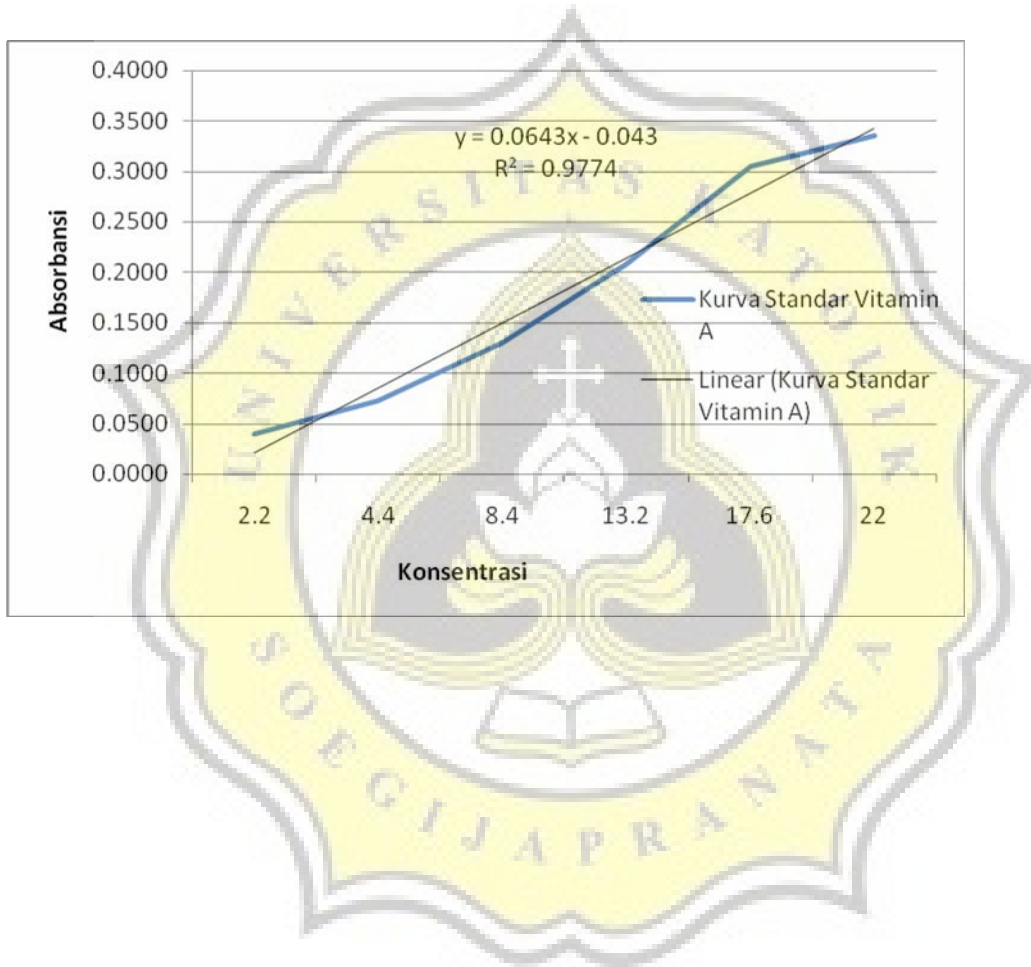 0.4000
0.3500
0.3000
0.2500
0.2000
0.1500
0.1000
0.0500
0.0000
Absorbansi
y = 0.0643x - 0.043
R² = 0.9774
Kurva Standar Vitamin
A
Linear (Kurva Standar
Vitamin A)
2.2 4.4 8.4 13.2 17.6 22
Konsentrasi
UNIVERSITAS KATOLIK
SOEGIJAPRANATA